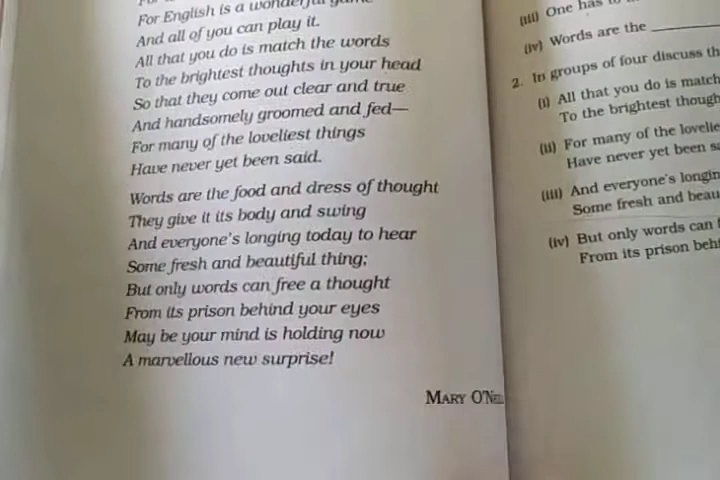 For English is a wonderful game
And all of you can play it.
All that you do is match the words
To the brightest thoughts in your head
So that they come out clear and true
And handsomely groomed and fed—
For many of the loveliest things
Have never yet been said.
Words are the food and dress of thought
They give it its body and swing
And everyone's longing today to hear
Some fresh and beautiful thing;
But only words can free a thought
From its prison behind your eyes
May be your mind is holding now
A marvellous new surprise!
MARY O'NEIL
(iii) One has to
(iv) Words are the
2. In groups of four discuss
(i) All that you do is match
To the brightest
(ii) For many of the
Have never yet been
(iii) And everyone's
Some fresh and
(iv) But only words can
From its prison